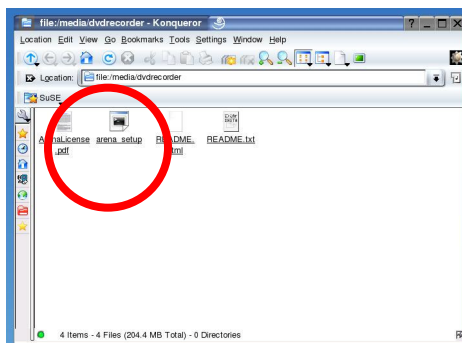 file:/media/dvdrecorder - Konqueror
Location Edit View Go Bookmarks Tools Settings Window Help
Location: file:/media/dvdrecorder
SuSE
ArenaLicense.pdf arena_setup README.html README.txt
4 Items - 4 Files (204.4 MB Total) - 0 Directories